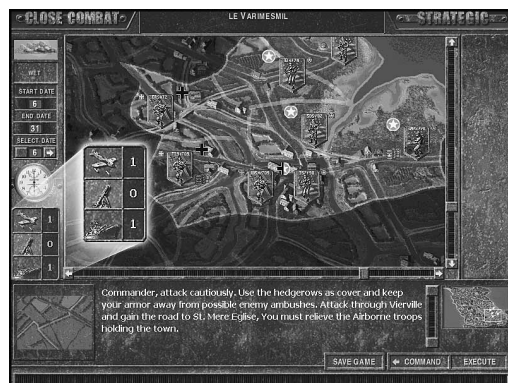 CLOSE COMBAT
LE VARIMESMIL
STRATEGIC
WET
START DATE
6
END DATE
31
SELECT DATE
6
1
0
1
1
0
1
Commander, attack cautiously. Use the hedgerows as cover and keep
your armor away from possible enemy ambushes. Attack through Vierville
and gain the road to St. Mere Eglise, You must relieve the Airborne troops
holding the town.
SAVE GAME
COMMAND
EXECUTE